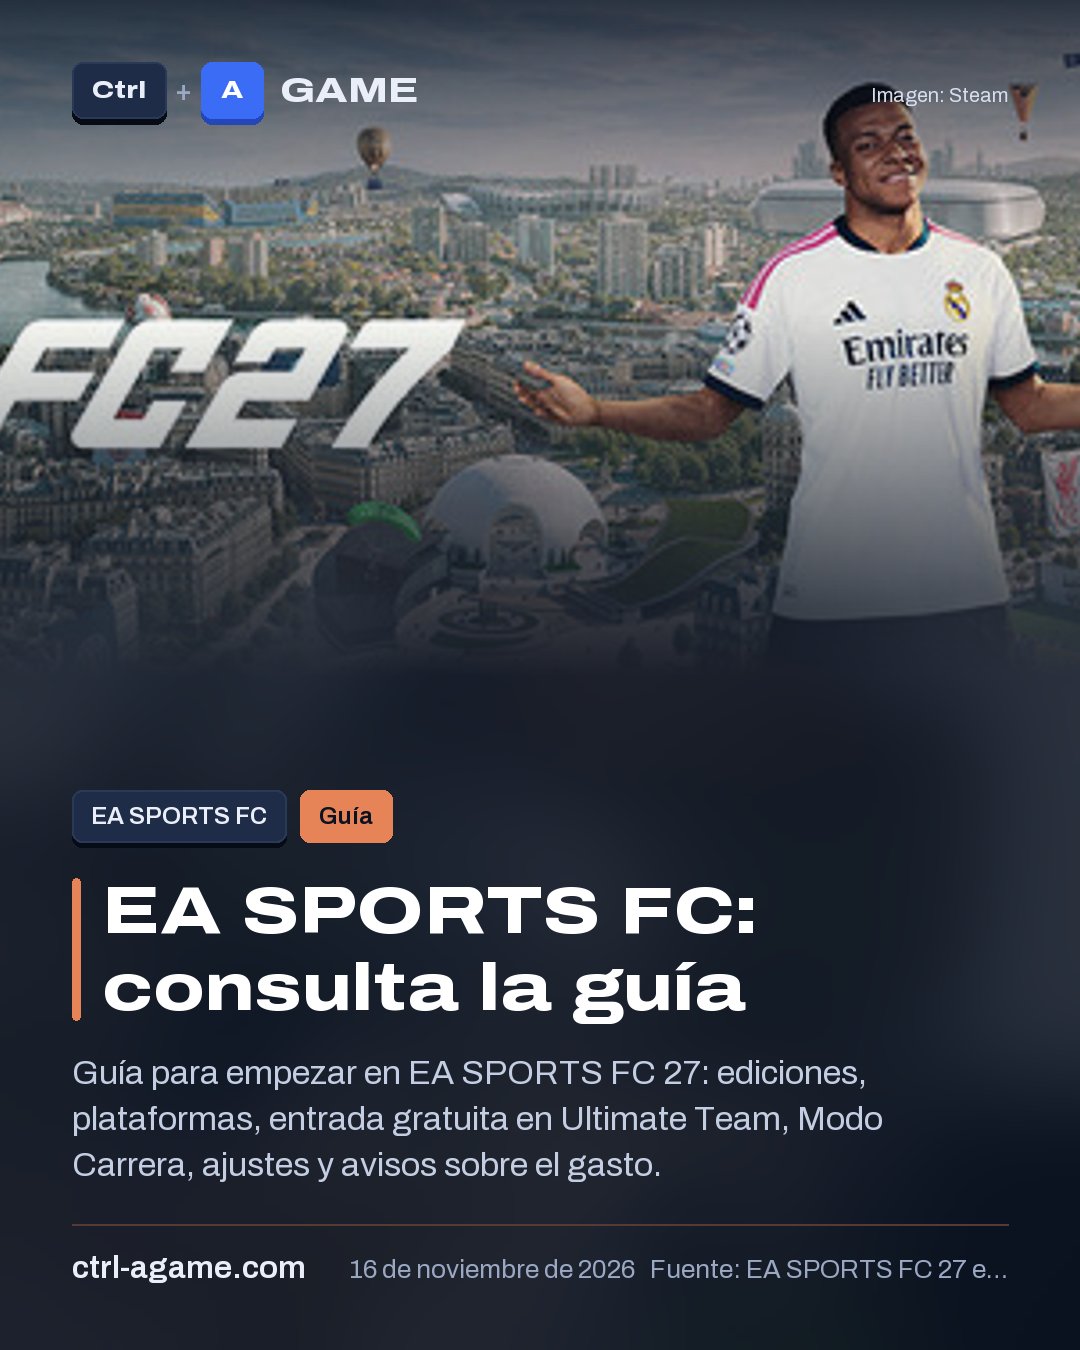 Ctrl + A GAME
Imagen: Steam
FC27
Emirates
FLY BETTER
EA SPORTS FC
Guía
EA SPORTS FC:
consulta la guía
Guía para empezar en EA SPORTS FC 27: ediciones,
plataformas, entrada gratuita en Ultimate Team, Modo
Carrera, ajustes y avisos sobre el gasto.
ctrl-agame.com
16 de noviembre de 2026
Fuente: EA SPORTS FC 27 e...